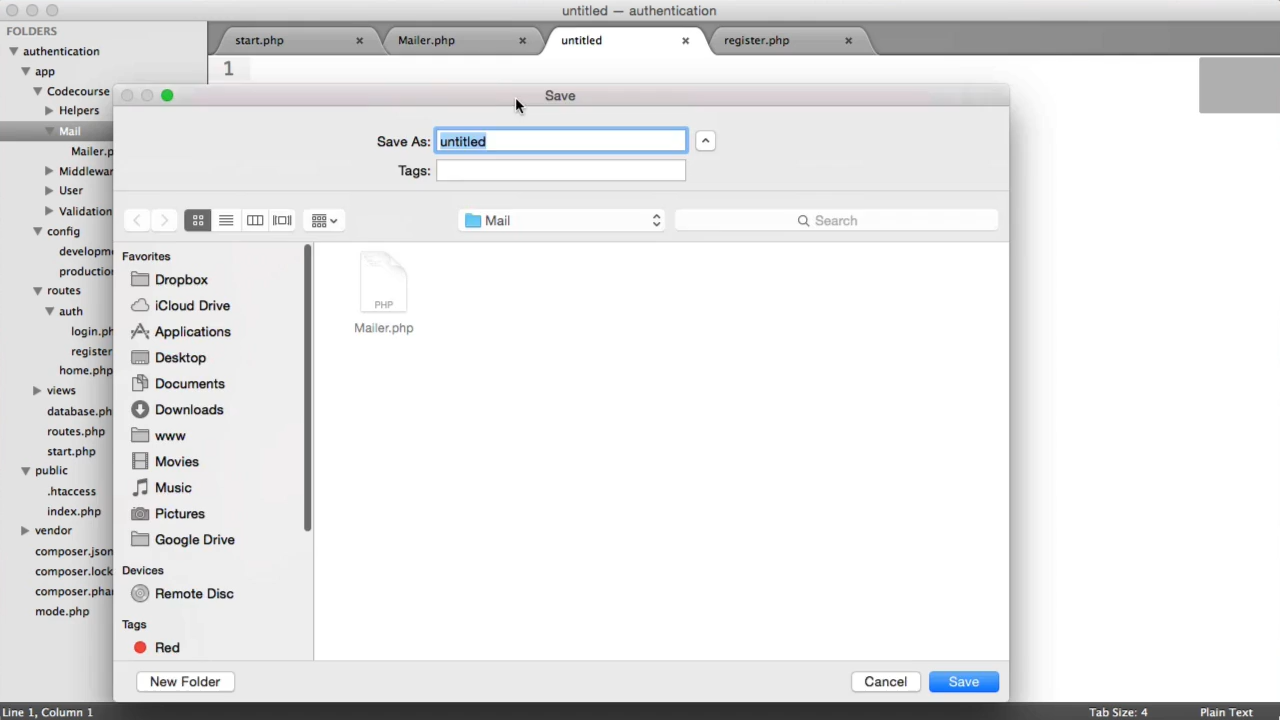 untitled — authentication
FOLDERS
authentication
app
Codecourse
Helpers
Mail
Mailer.p
Middlewar
User
Validation
config
developme
production
routes
auth
login.ph
register
home.php
views
database.ph
routes.php
start.php
public
.htaccess
index.php
vendor
composer.json
composer.lock
composer.phar
mode.php
start.php
Mailer.php
untitled
register.php
1
Save
Save As: untitled
Tags:
Mail
Search
Favorites
Dropbox
iCloud Drive
Applications
Desktop
Documents
Downloads
www
Movies
Music
Pictures
Google Drive
Devices
Remote Disc
Tags
Red
PHP
Mailer.php
New Folder
Cancel
Save
Line 1, Column 1
Tab Size: 4
Plain Text